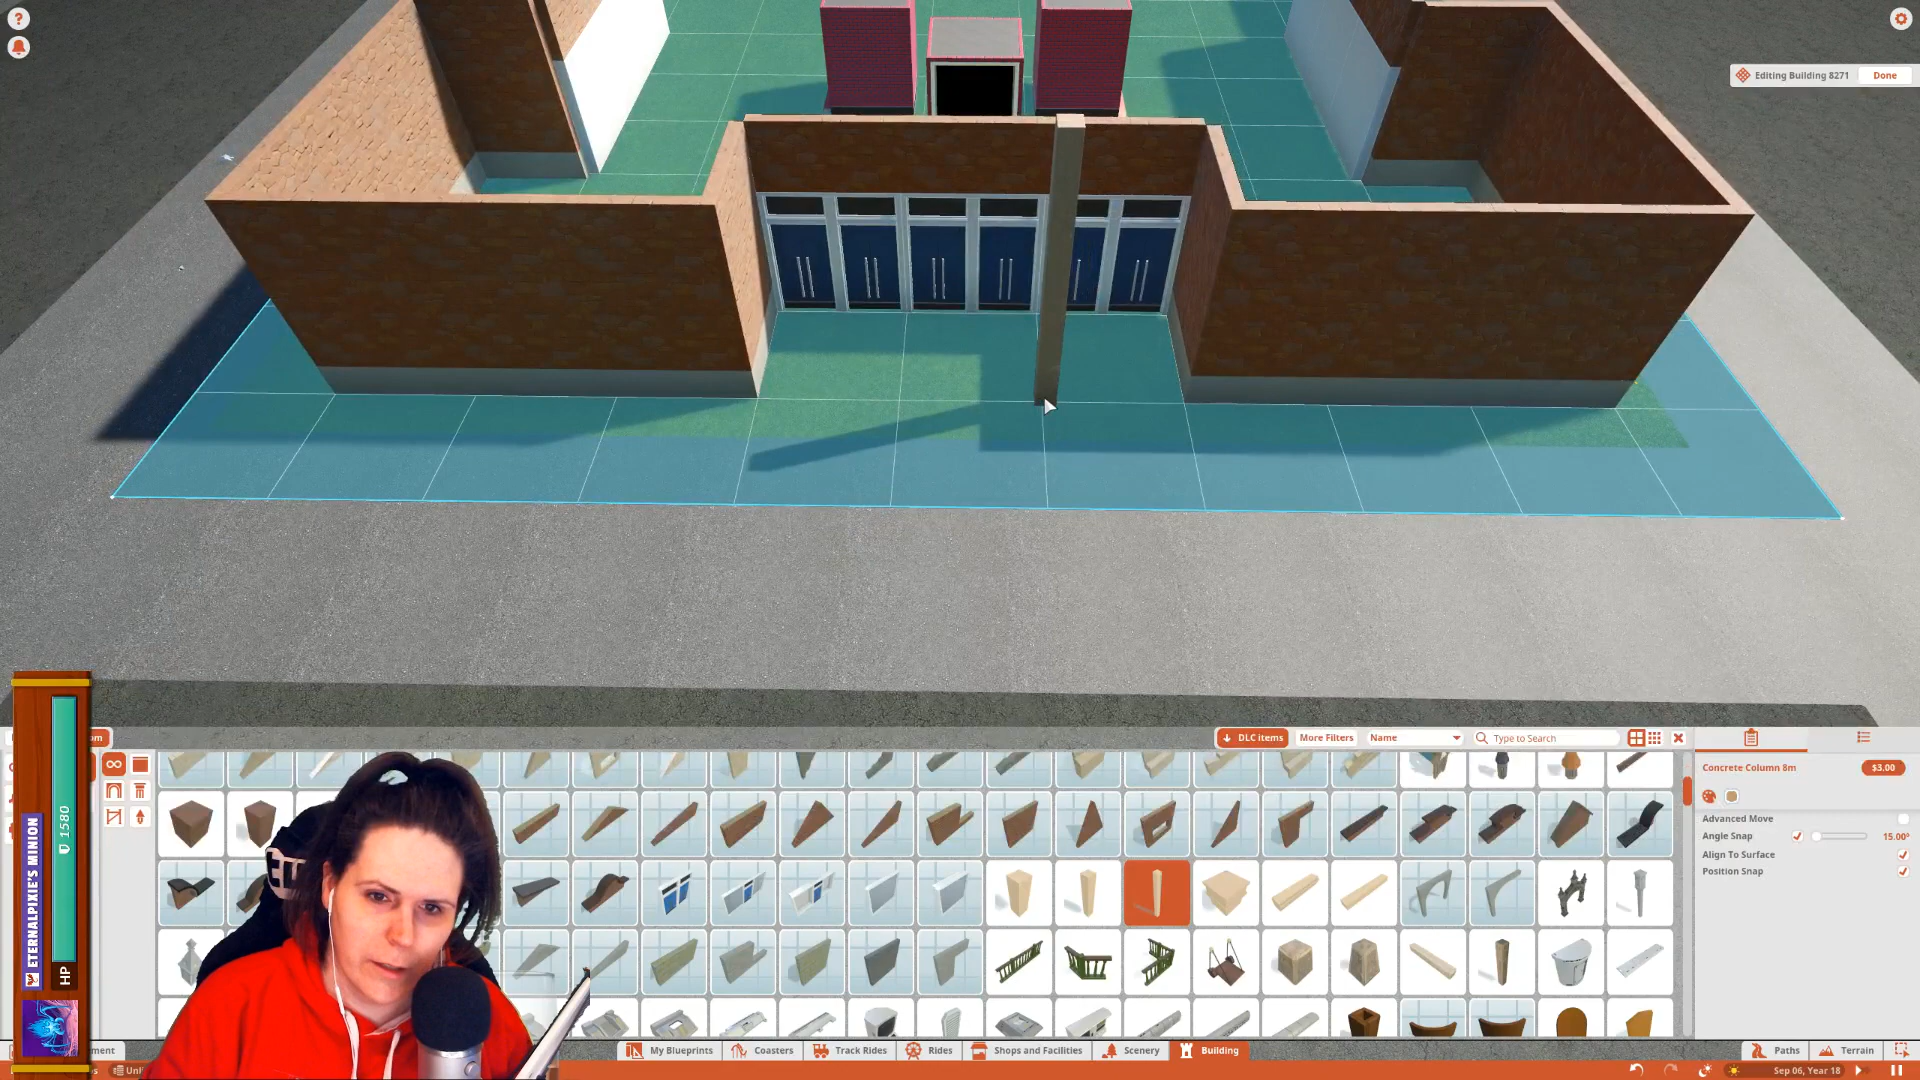 ?
Editing Building 8271
Done
DLC items
More Filters
Name
Type to Search
Concrete Column 8m
$3.00
Advanced Move
Angle Snap
15.00°
Align To Surface
Position Snap
ETERNALPIXIE'S MINION
1580
HP
My Blueprints
Coasters
Track Rides
Rides
Shops and Facilities
Scenery
Building
Paths
Terrain
Sep 06, Year 18